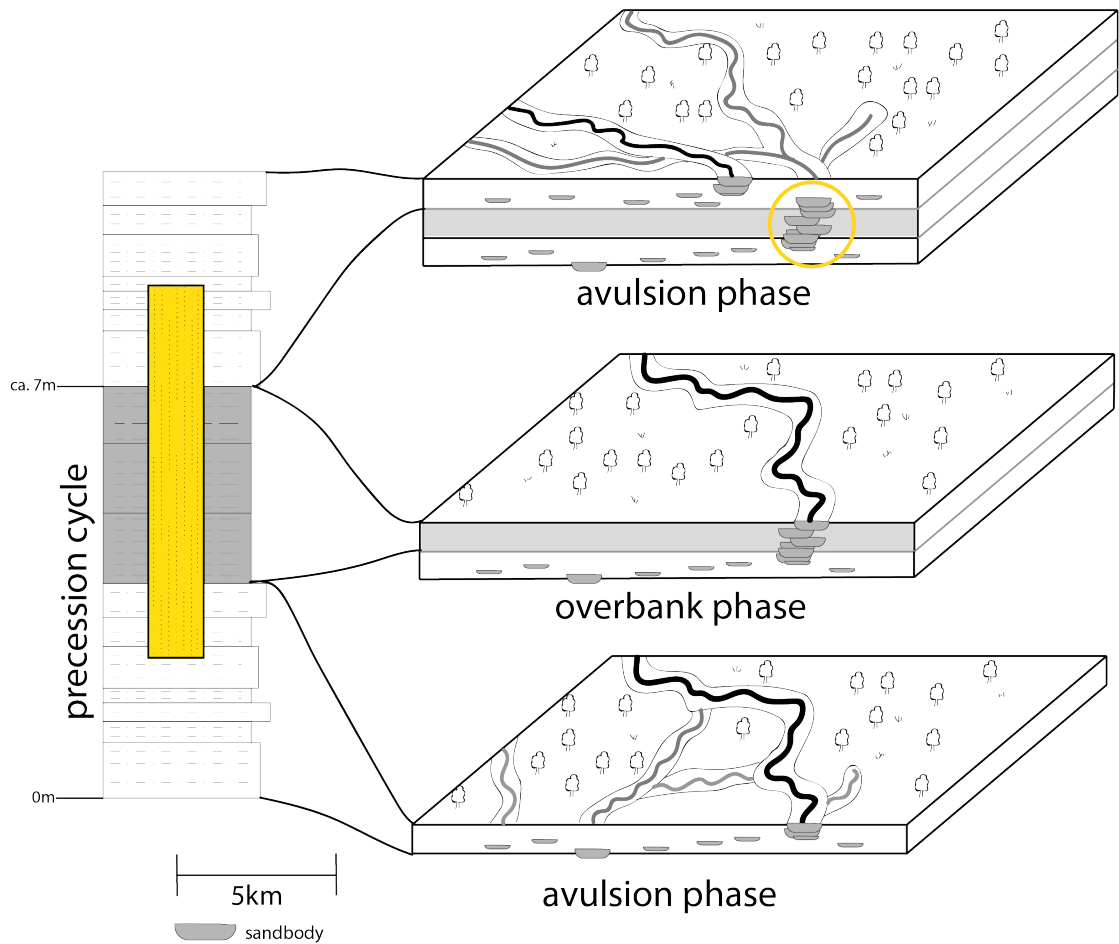 avulsion phase
ca. 7m
precession cycle
overbank phase
0m
avulsion phase
5km
sandbody